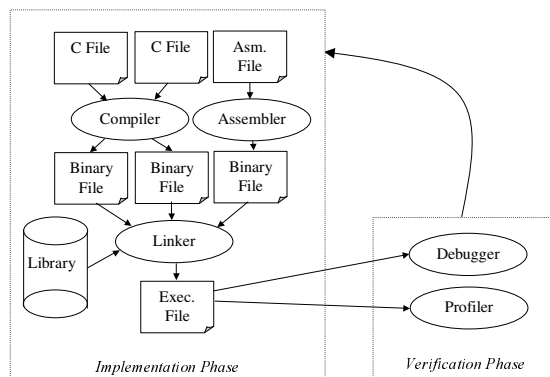 C File
C File
Asm.
File
Compiler
Assembler
Binary
File
Binary
File
Binary
File
Library
Linker
Debugger
Exec.
File
Profiler
Implementation Phase
Verification Phase